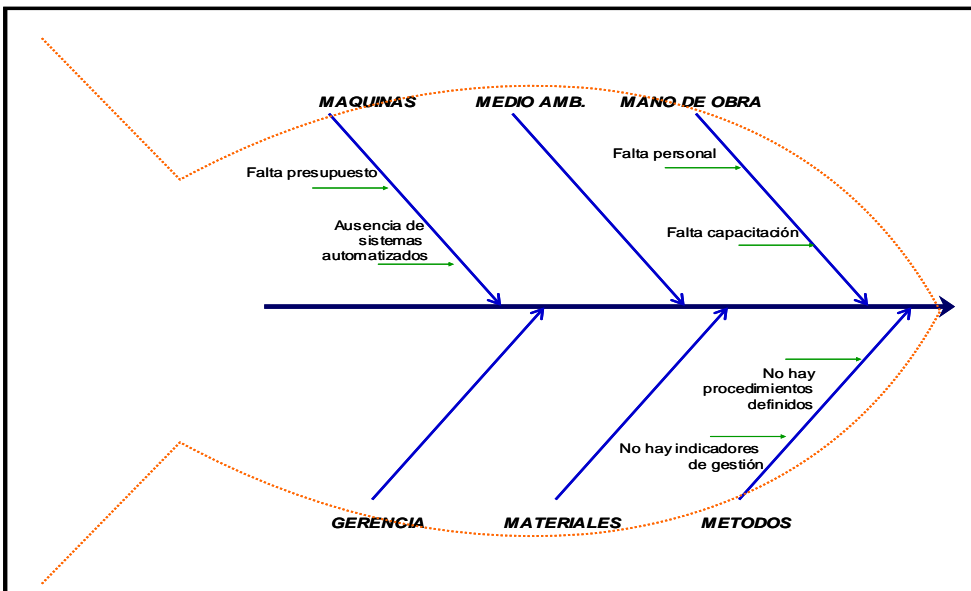 MAQUINAS
MEDIO AMB.
MANO DE OBRA
Falta presupuesto
Ausencia de
sistemas
automatizados
Falta personal
Falta capacitación
No hay
procedimientos
definidos
No hay indicadores
de gestión
GERENCIA
MATERIALES
METODOS